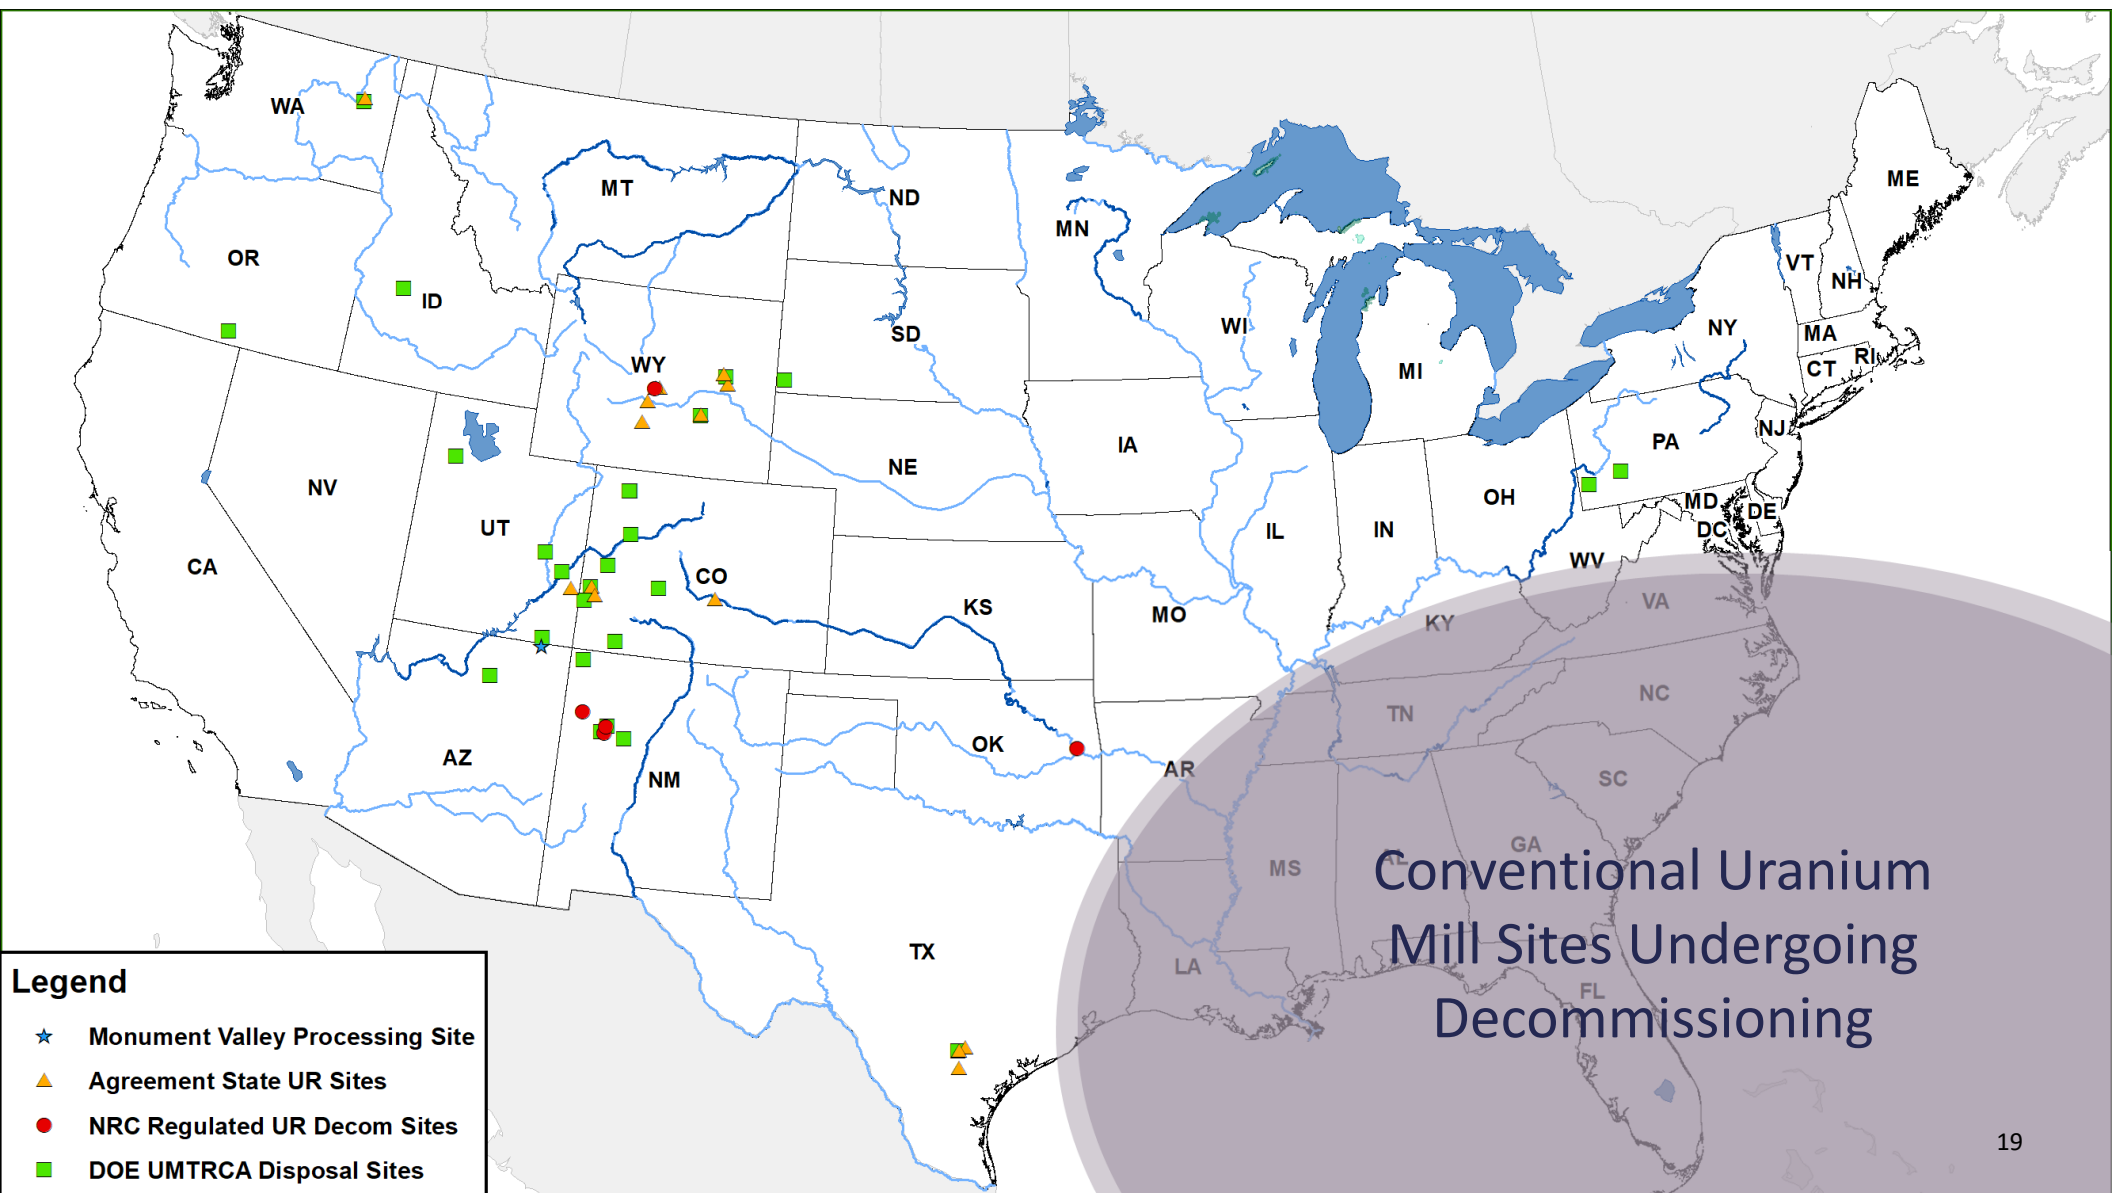 WA
MT
ND
MN
ME
OR
ID
VT
NH
WY
SD
WI
MI
NY
MA
CT
RI
NV
UT
NE
IA
PA
NJ
CA
CO
KS
IL
IN
OH
MD
DE
DC
WV
MO
KY
VA
AZ
NM
OK
AR
TN
NC
SC
TX
MS
AL
GA
LA
FL
Conventional Uranium
Mill Sites Undergoing
Decommissioning
Legend
Monument Valley Processing Site
Agreement State UR Sites
NRC Regulated UR Decom Sites
DOE UMTRCA Disposal Sites
19